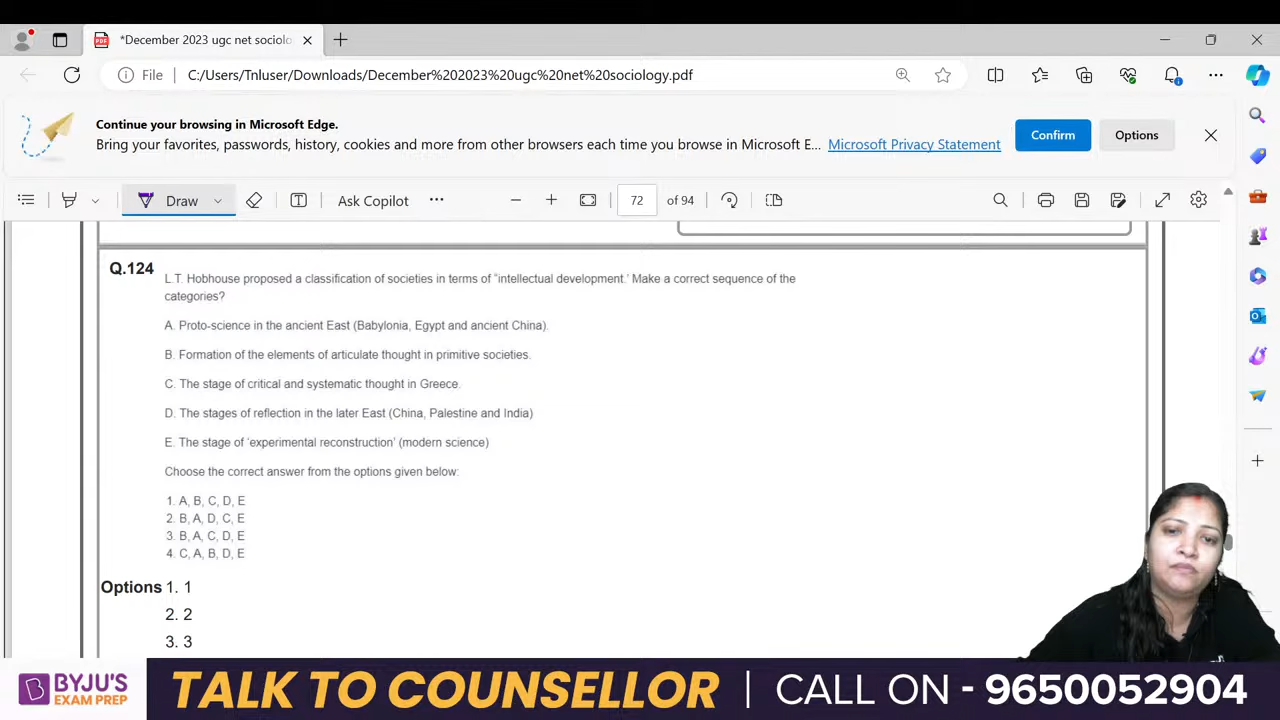 *December 2023 ugc net sociolo
File C:/Users/Tnluser/Downloads/December%202023%20ugc%20net%20sociology.pdf
Continue your browsing in Microsoft Edge.
Bring your favorites, passwords, history, cookies and more from other browsers each time you browse in Microsoft E... Microsoft Privacy Statement
Confirm
Options
Draw
Ask Copilot
72 of 94
Q.124
L.T. Hobhouse proposed a classification of societies in terms of "intellectual development.' Make a correct sequence of the
categories?
A. Proto-science in the ancient East (Babylonia, Egypt and ancient China).
B. Formation of the elements of articulate thought in primitive societies.
C. The stage of critical and systematic thought in Greece.
D. The stages of reflection in the later East (China, Palestine and India)
E. The stage of 'experimental reconstruction' (modern science)
Choose the correct answer from the options given below:
1. A, B, C, D, E
2. B, A, D, C, E
3. B, A, C, D, E
4. C, A, B, D, E
Options 1. 1
2. 2
3. 3
BYJU'S
EXAM PREP
TALK TO COUNSELLOR | CALL ON - 9650052904